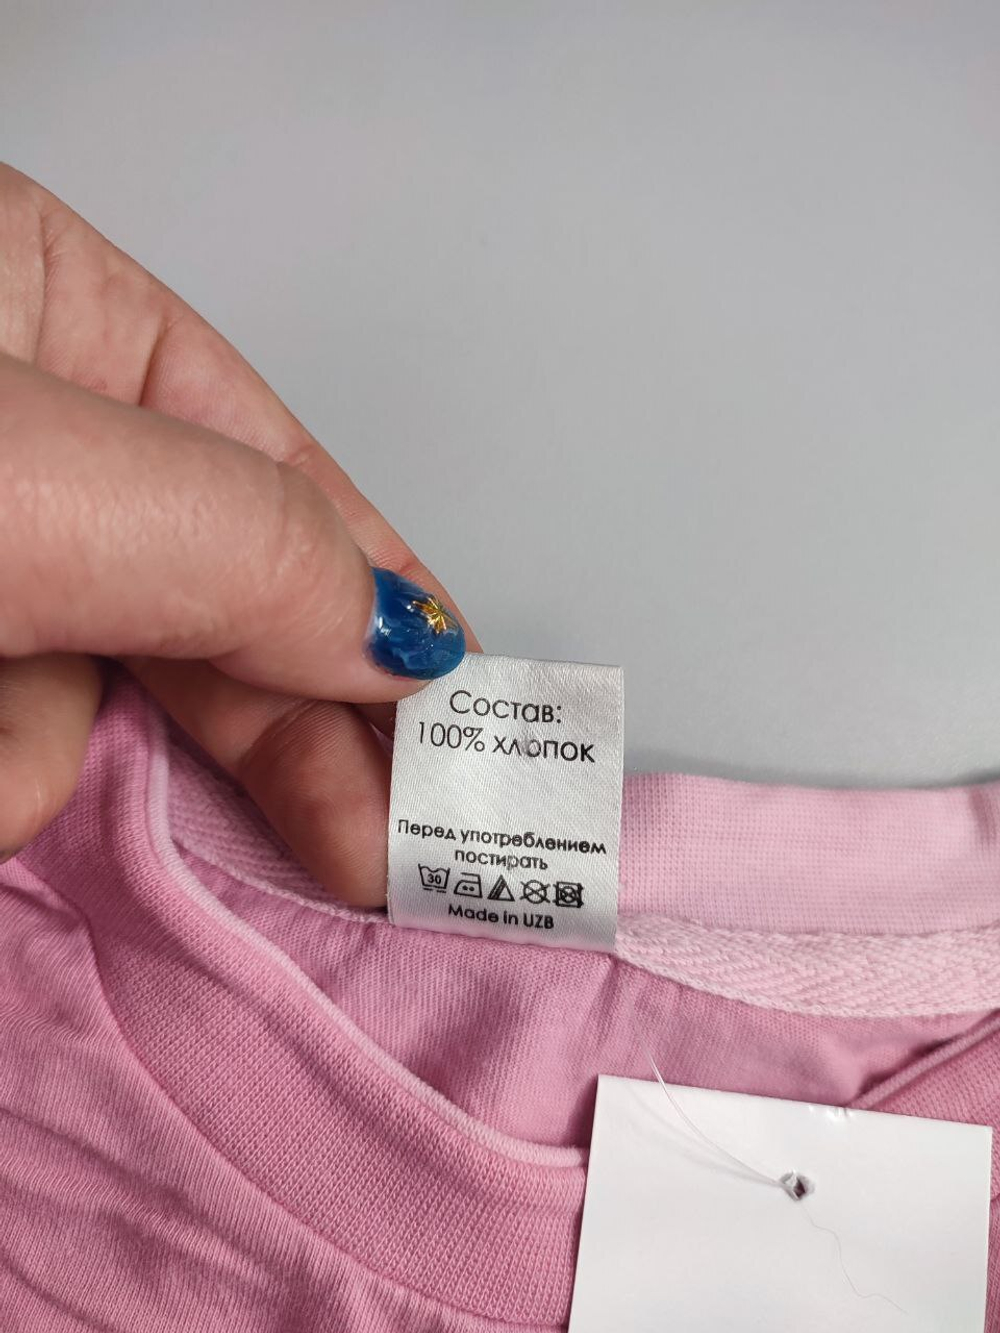 Состав:
100% хлопок
Перед употреблением
постирать
30
Made in UZB